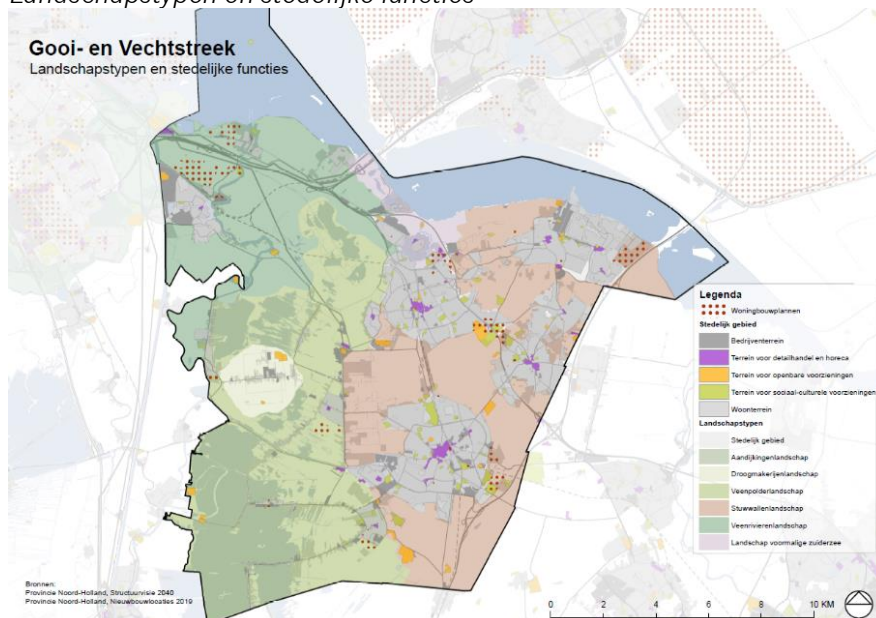 Landschapstypen en stedelijke functies
Gooi- en Vechtstreek
Landschapstypen en stedelijke functies
Legenda
Woningbouwplannen
Stedelijk gebied
Bedrijventerrein
Terrein voor detailhandel en horeca
Terrein voor openbare voorzieningen
Terrein voor sociaal-culturele voorzieningen
Woonterrein
Landschapstypen
Stedelijk gebied
Aandijkingenlandschap
Droogmakerijenlandschap
Veenpolderlandschap
Stuwwallenlandschap
Veenrivierenlandschap
Landschap voormalige zuiderzee
Bronnen:
Provincie Noord-Holland, Structuurvisie 2040
Provincie Noord-Holland, Nieuwbouwlocaties 2019
0 2 4 6 8 10 KM